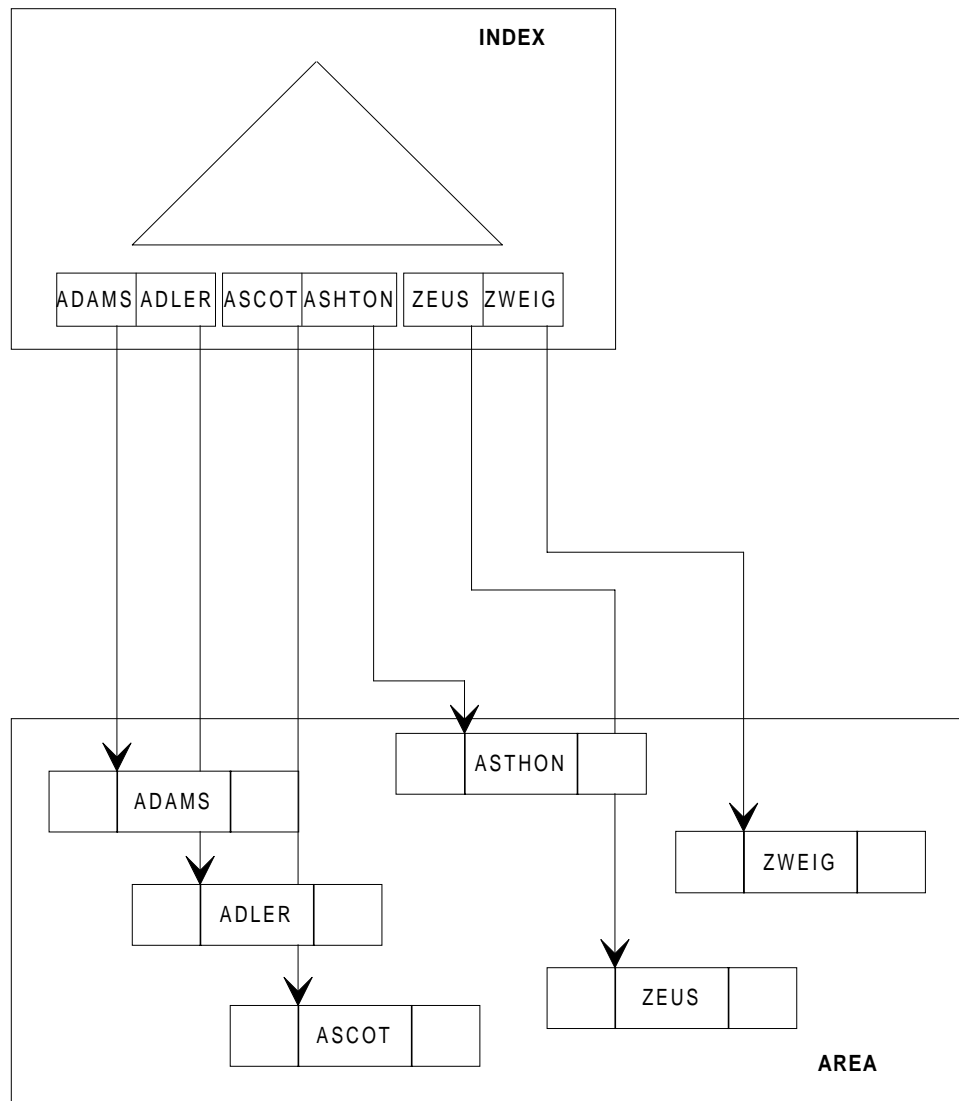 INDEX
ADAMS ADLER ASCOT ASHTON ZEUS ZWEIG
ASTHON
ADAMS
ZWEIG
ADLER
ZEUS
ASCOT
AREA